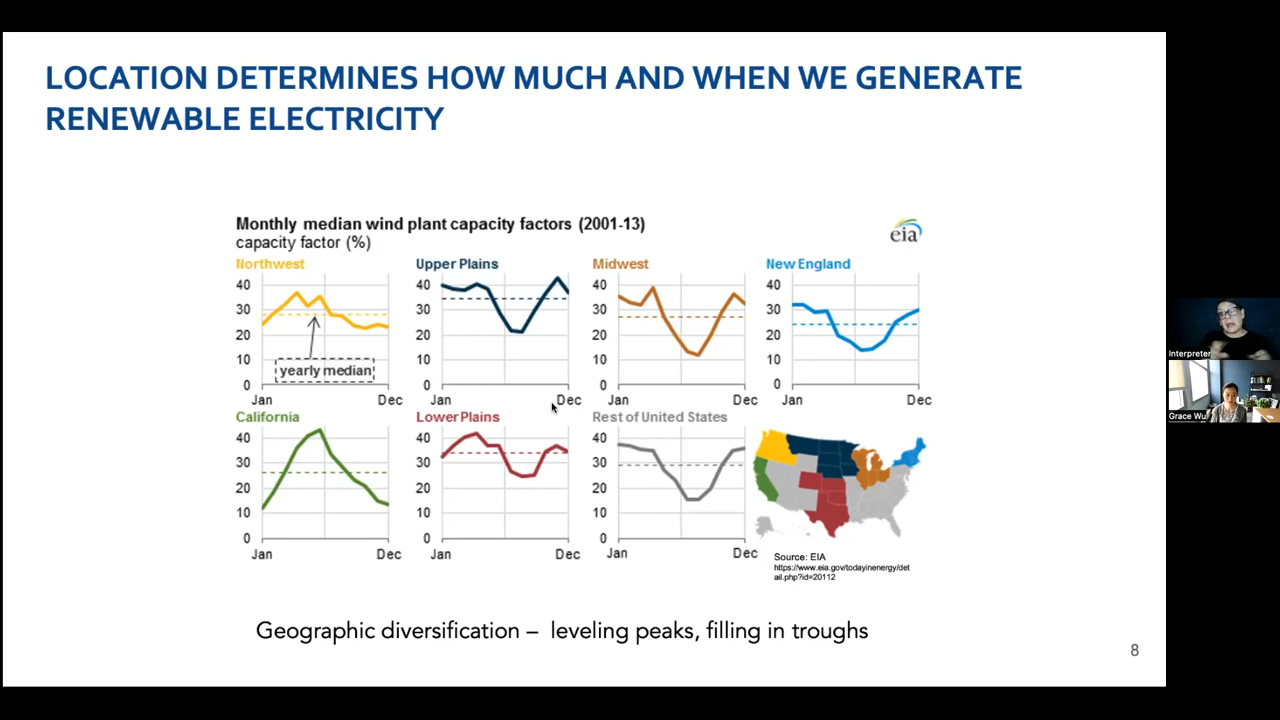 LOCATION DETERMINES HOW MUCH AND WHEN WE GENERATE
RENEWABLE ELECTRICITY
Monthly median wind plant capacity factors (2001-13)
capacity factor (%)
eia
Northwest
40
30
20
10
0
yearly median
Jan
Dec
Upper Plains
40
30
20
10
0
Jan
Dec
Midwest
40
30
20
10
0
Jan
Dec
New England
40
30
20
10
0
Jan
Dec
California
40
30
20
10
0
Jan
Dec
Lower Plains
40
30
20
10
0
Jan
Dec
Rest of United States
40
30
20
10
0
Jan
Dec
Source: EIA
https://www.eia.gov/todayinenergy/det
ail.php?id=20112
Geographic diversification – leveling peaks, filling in troughs
8
Interpreter
Grace Wu